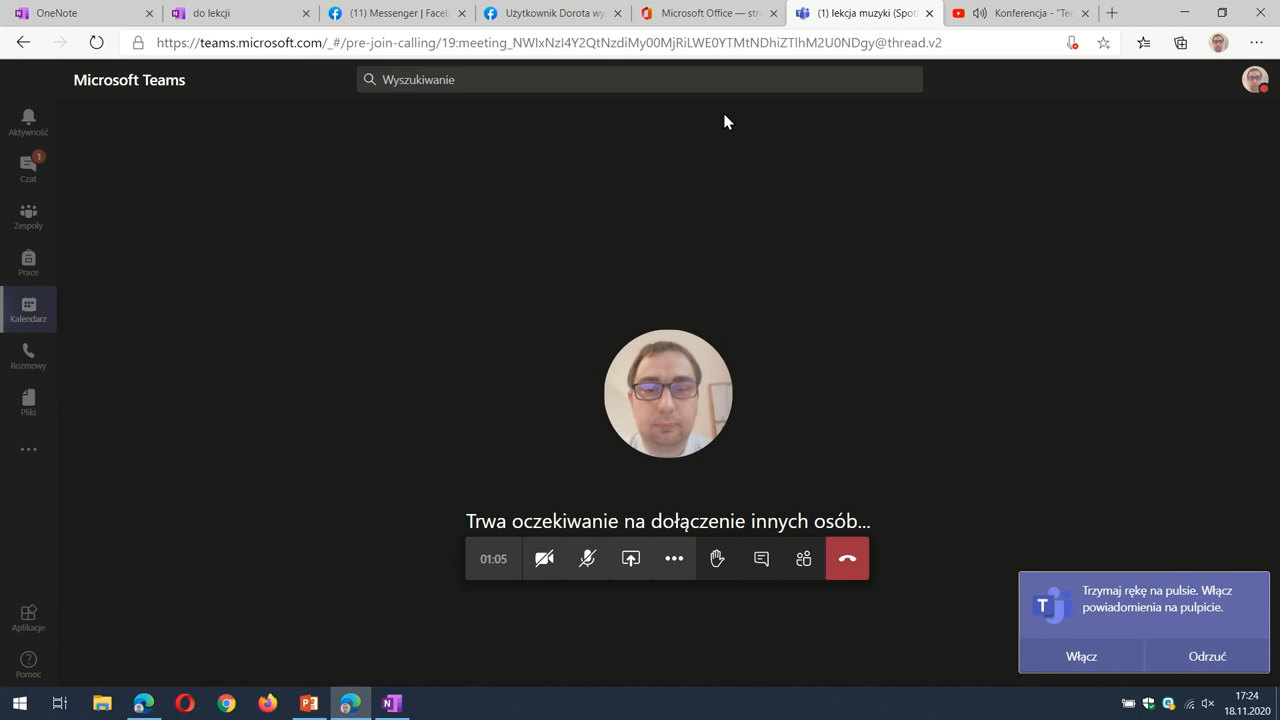 OneNote
do lekcji
(11) Messenger | Faceb
Użytkownik Dorota wy
Microsoft Office — stro
(1) lekcja muzyki (Spot
Konferencja - "Tec
https://teams.microsoft.com/_#/pre-join-calling/19:meeting_NWIxNzI4Y2QtNzdiMy00MjRiLWE0YTMtNDhiZTlhM2U0NDgy@thread.v2
Microsoft Teams
Wyszukiwanie
Aktywność
1
Czat
Zespoły
Prace
Kalendarz
Rozmowy
Pliki
Trwa oczekiwanie na dołączenie innych osób...
01:05
Trzymaj rękę na pulsie. Włącz
powiadomienia na pulpicie.
Włącz
Odrzuć
Aplikacje
Pomoc
17:24
18.11.2020